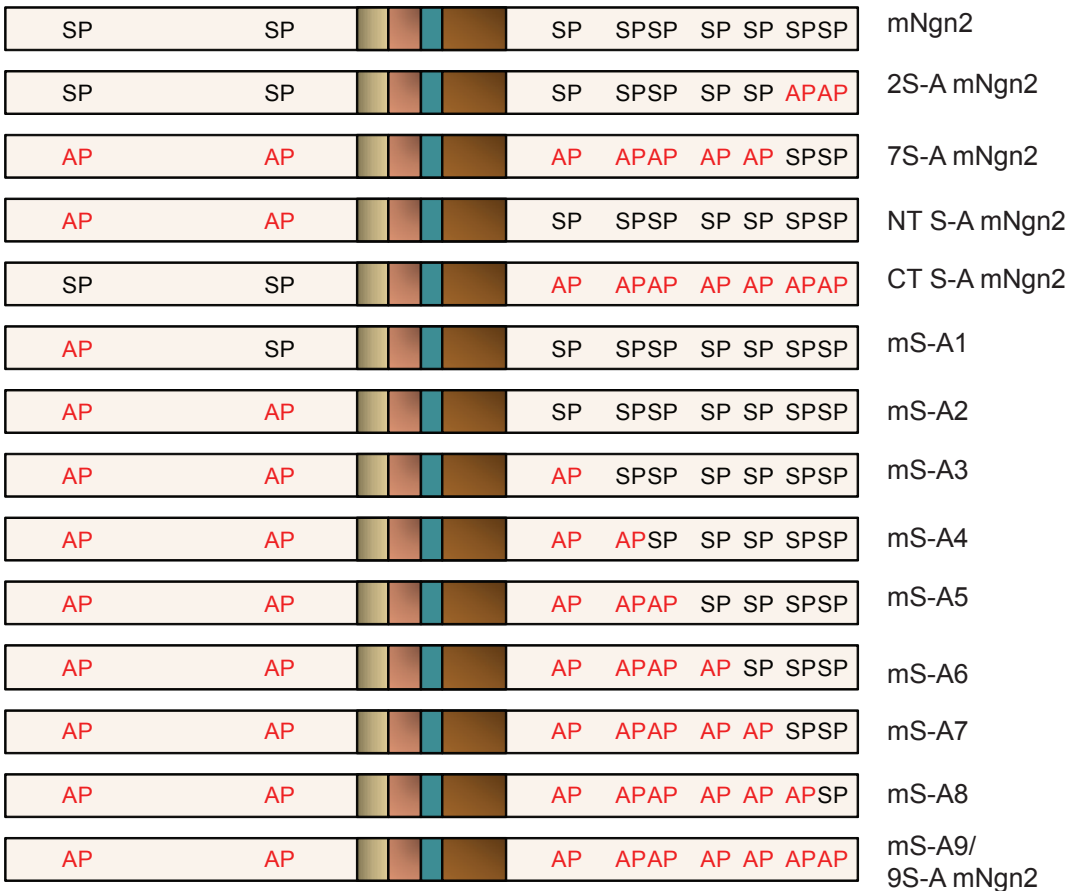 SP SP SP SPSP SP SP SPSP mNgn2
SP SP SP SPSP SP SP APAP 2S-A mNgn2
AP AP AP APAP AP AP SPSP 7S-A mNgn2
AP AP SP SPSP SP SP SPSP NT S-A mNgn2
SP SP AP APAP AP AP APAP CT S-A mNgn2
AP SP SP SPSP SP SP SPSP mS-A1
AP AP SP SPSP SP SP SPSP mS-A2
AP AP AP SPSP SP SP SPSP mS-A3
AP AP AP APSP SP SP SPSP mS-A4
AP AP AP APAP SP SP SPSP mS-A5
AP AP AP APAP AP SP SPSP mS-A6
AP AP AP APAP AP AP SPSP mS-A7
AP AP AP APAP AP AP APSP mS-A8
AP AP AP APAP AP AP APAP mS-A9/
9S-A mNgn2